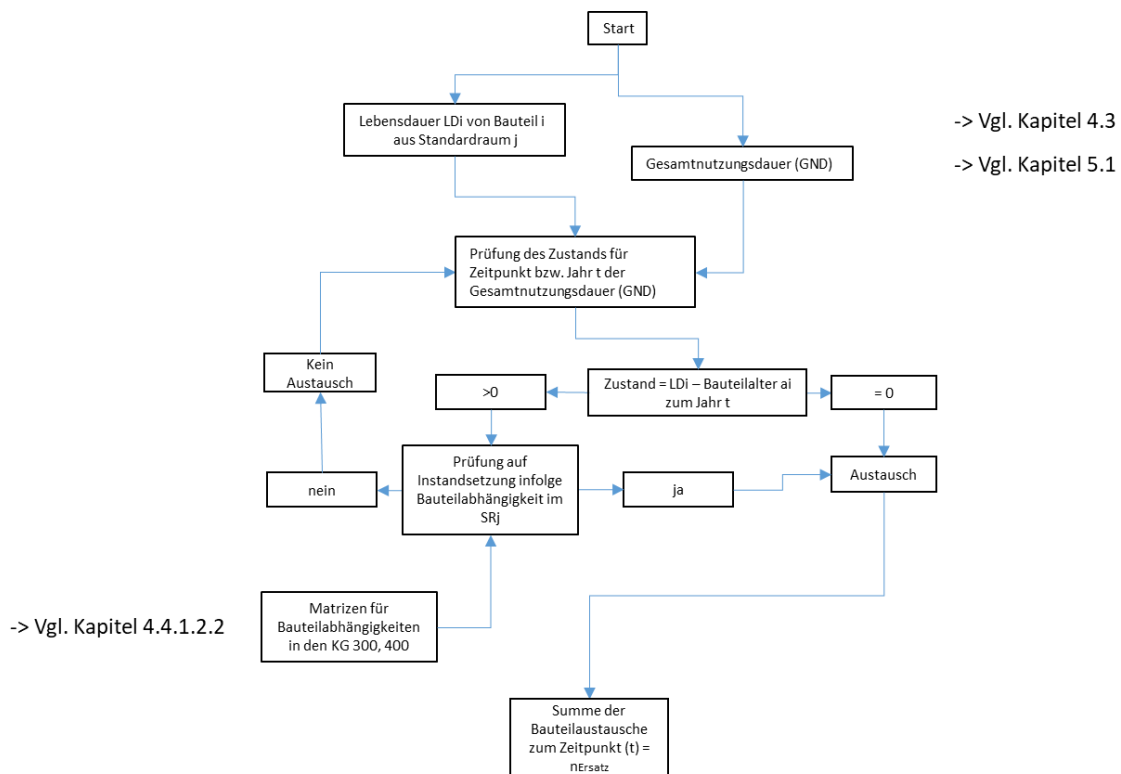 Start
Lebensdauer LDi von Bauteil i
aus Standardraum j
-> Vgl. Kapitel 4.3
Gesamtnutzungsdauer (GND)
-> Vgl. Kapitel 5.1
Prüfung des Zustands für
Zeitpunkt bzw. Jahr t der
Gesamtnutzungsdauer (GND)
Kein
Austausch
>0
Zustand = LDi – Bauteilalter ai
zum Jahr t
= 0
nein
Prüfung auf
Instandsetzung infolge
Bauteilabhängigkeit im
SRj
ja
Austausch
-> Vgl. Kapitel 4.4.1.2.2
Matrizen für
Bauteilabhängigkeiten
in den KG 300, 400
Summe der
Bauteilaustausche
zum Zeitpunkt (t) =
nErsatz